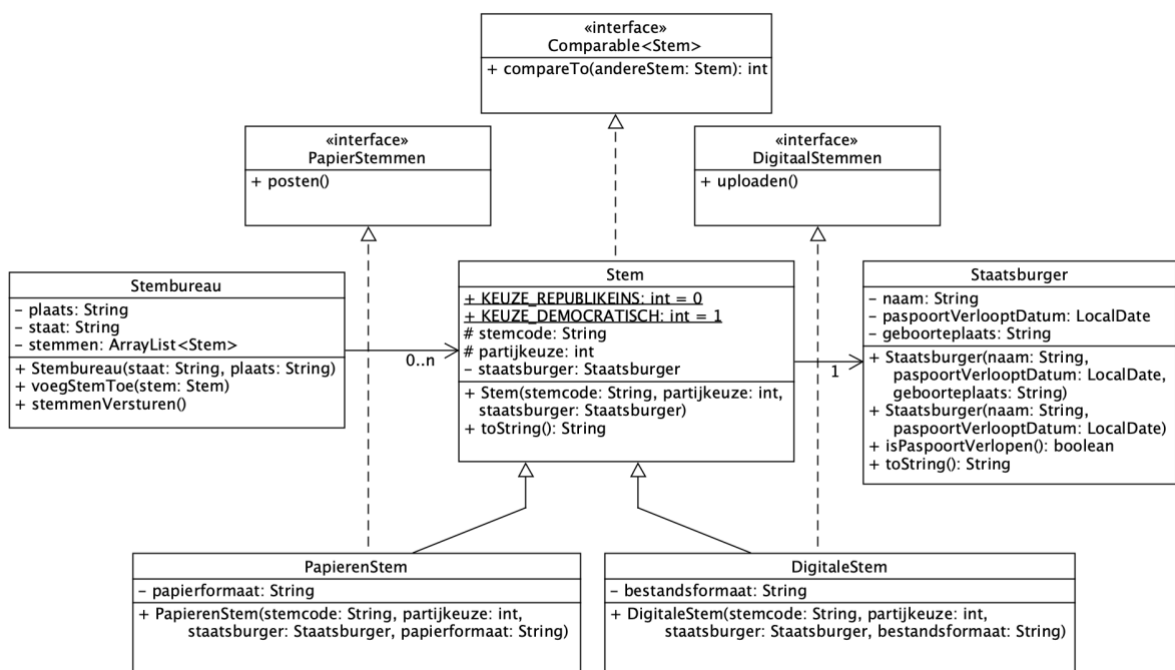 «interface»
Comparable<Stem>
+ compareTo(andereStem: Stem): int
«interface»
PapierStemmen
+ posten()
«interface»
DigitaalStemmen
+ uploaden()
Stembureau
- plaats: String
- staat: String
- stemmen: ArrayList<Stem>
+ Stembureau(staat: String, plaats: String)
+ voegStemToe(stem: Stem)
+ stemmenVersturen()
0..n
Stem
+ KEUZE_REPUBLIKEINS: int = 0
+ KEUZE_DEMOCRATISCH: int = 1
# stemcode: String
# partijkeuze: int
- staatsburger: Staatsburger
+ Stem(stemcode: String, partijkeuze: int,
staatsburger: Staatsburger)
+ toString(): String
1
Staatsburger
- naam: String
- paspoortVerlooptDatum: LocalDate
- geboorteplaats: String
+ Staatsburger(naam: String,
paspoortVerlooptDatum: LocalDate,
geboorteplaats: String)
+ Staatsburger(naam: String,
paspoortVerlooptDatum: LocalDate)
+ isPaspoortVerlopen(): boolean
+ toString(): String
PapierenStem
- papierformaat: String
+ PapierenStem(stemcode: String, partijkeuze: int,
staatsburger: Staatsburger, papierformaat: String)
DigitaleStem
- bestandsformaat: String
+ DigitaleStem(stemcode: String, partijkeuze: int,
staatsburger: Staatsburger, bestandsformaat: String)